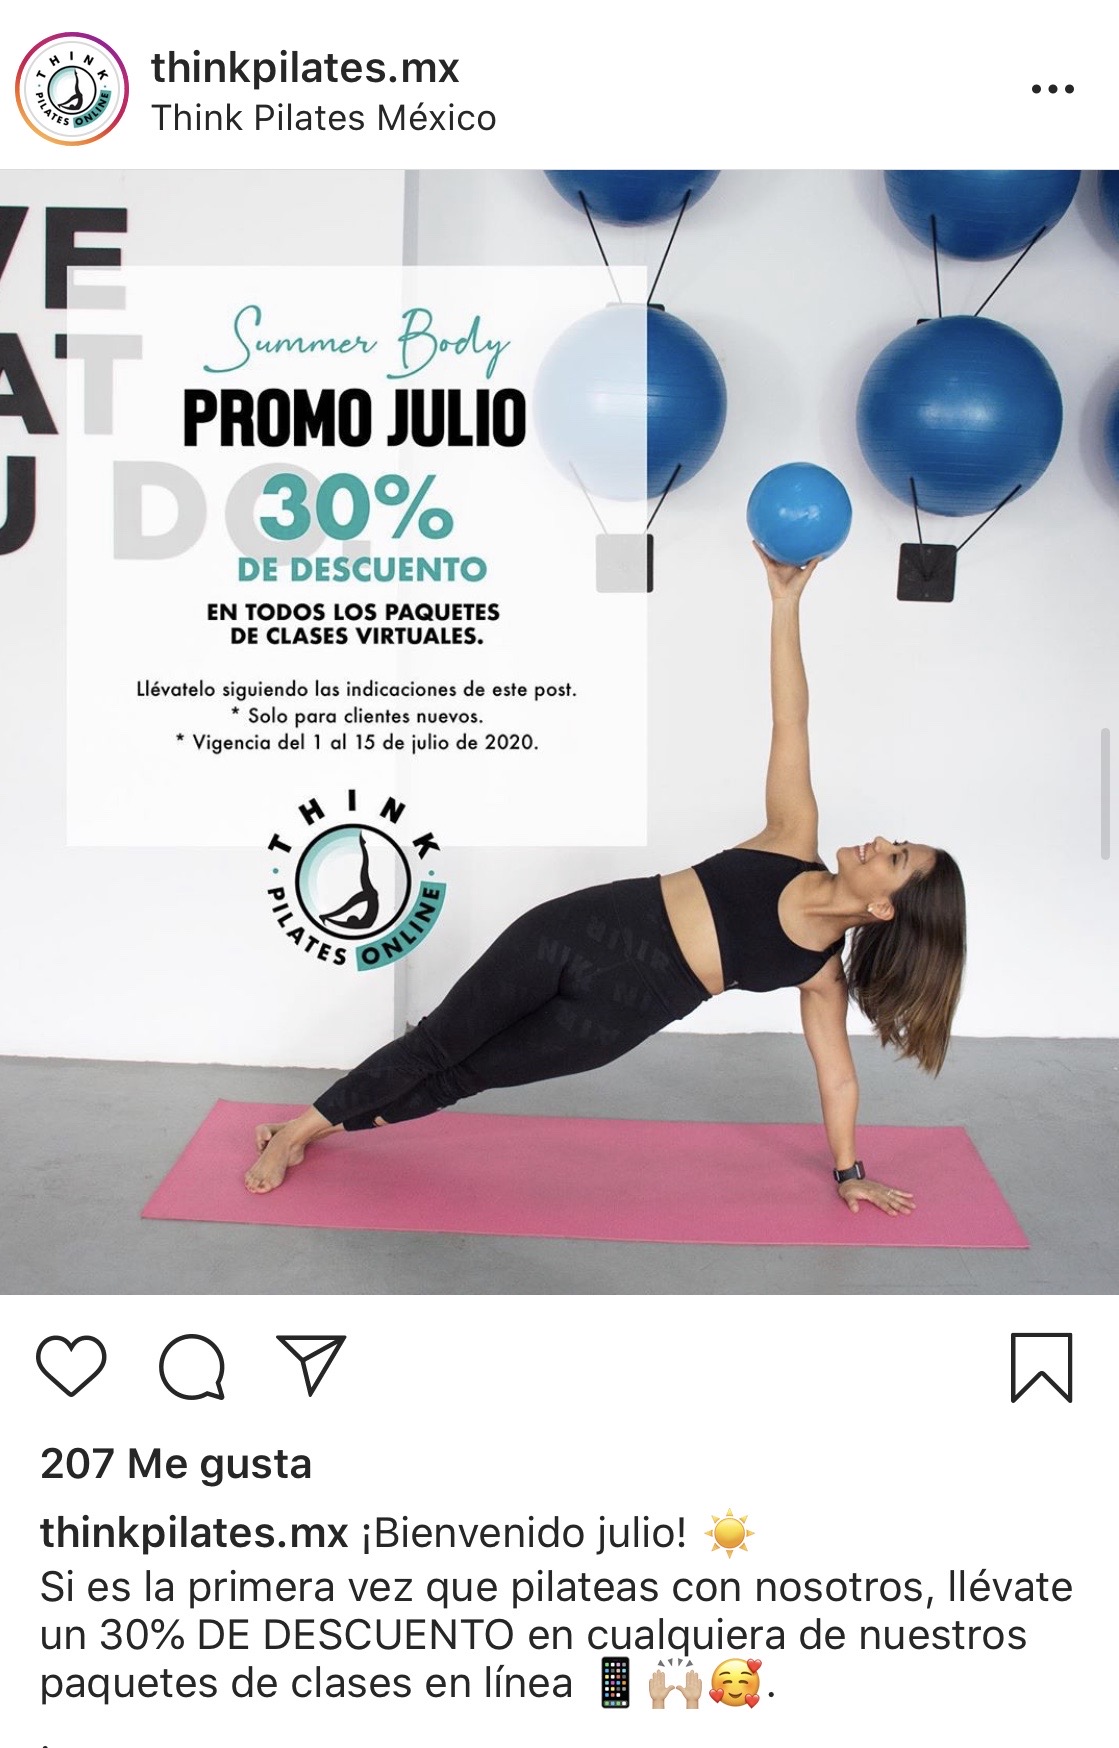 THINK
PILATES ONLINE
thinkpilates.mx
Think Pilates México
VE
AT
U DO.
Summer Body
PROMO JULIO
30%
DE DESCUENTO
EN TODOS LOS PAQUETES
DE CLASES VIRTUALES.
Llévatelo siguiendo las indicaciones de este post.
* Solo para clientes nuevos.
* Vigencia del 1 al 15 de julio de 2020.
THINK
PILATES ONLINE
207 Me gusta
thinkpilates.mx ¡Bienvenido julio! ☀️
Si es la primera vez que pilateas con nosotros, llévate
un 30% DE DESCUENTO en cualquiera de nuestros
paquetes de clases en línea 📱🙌🏼🥰.